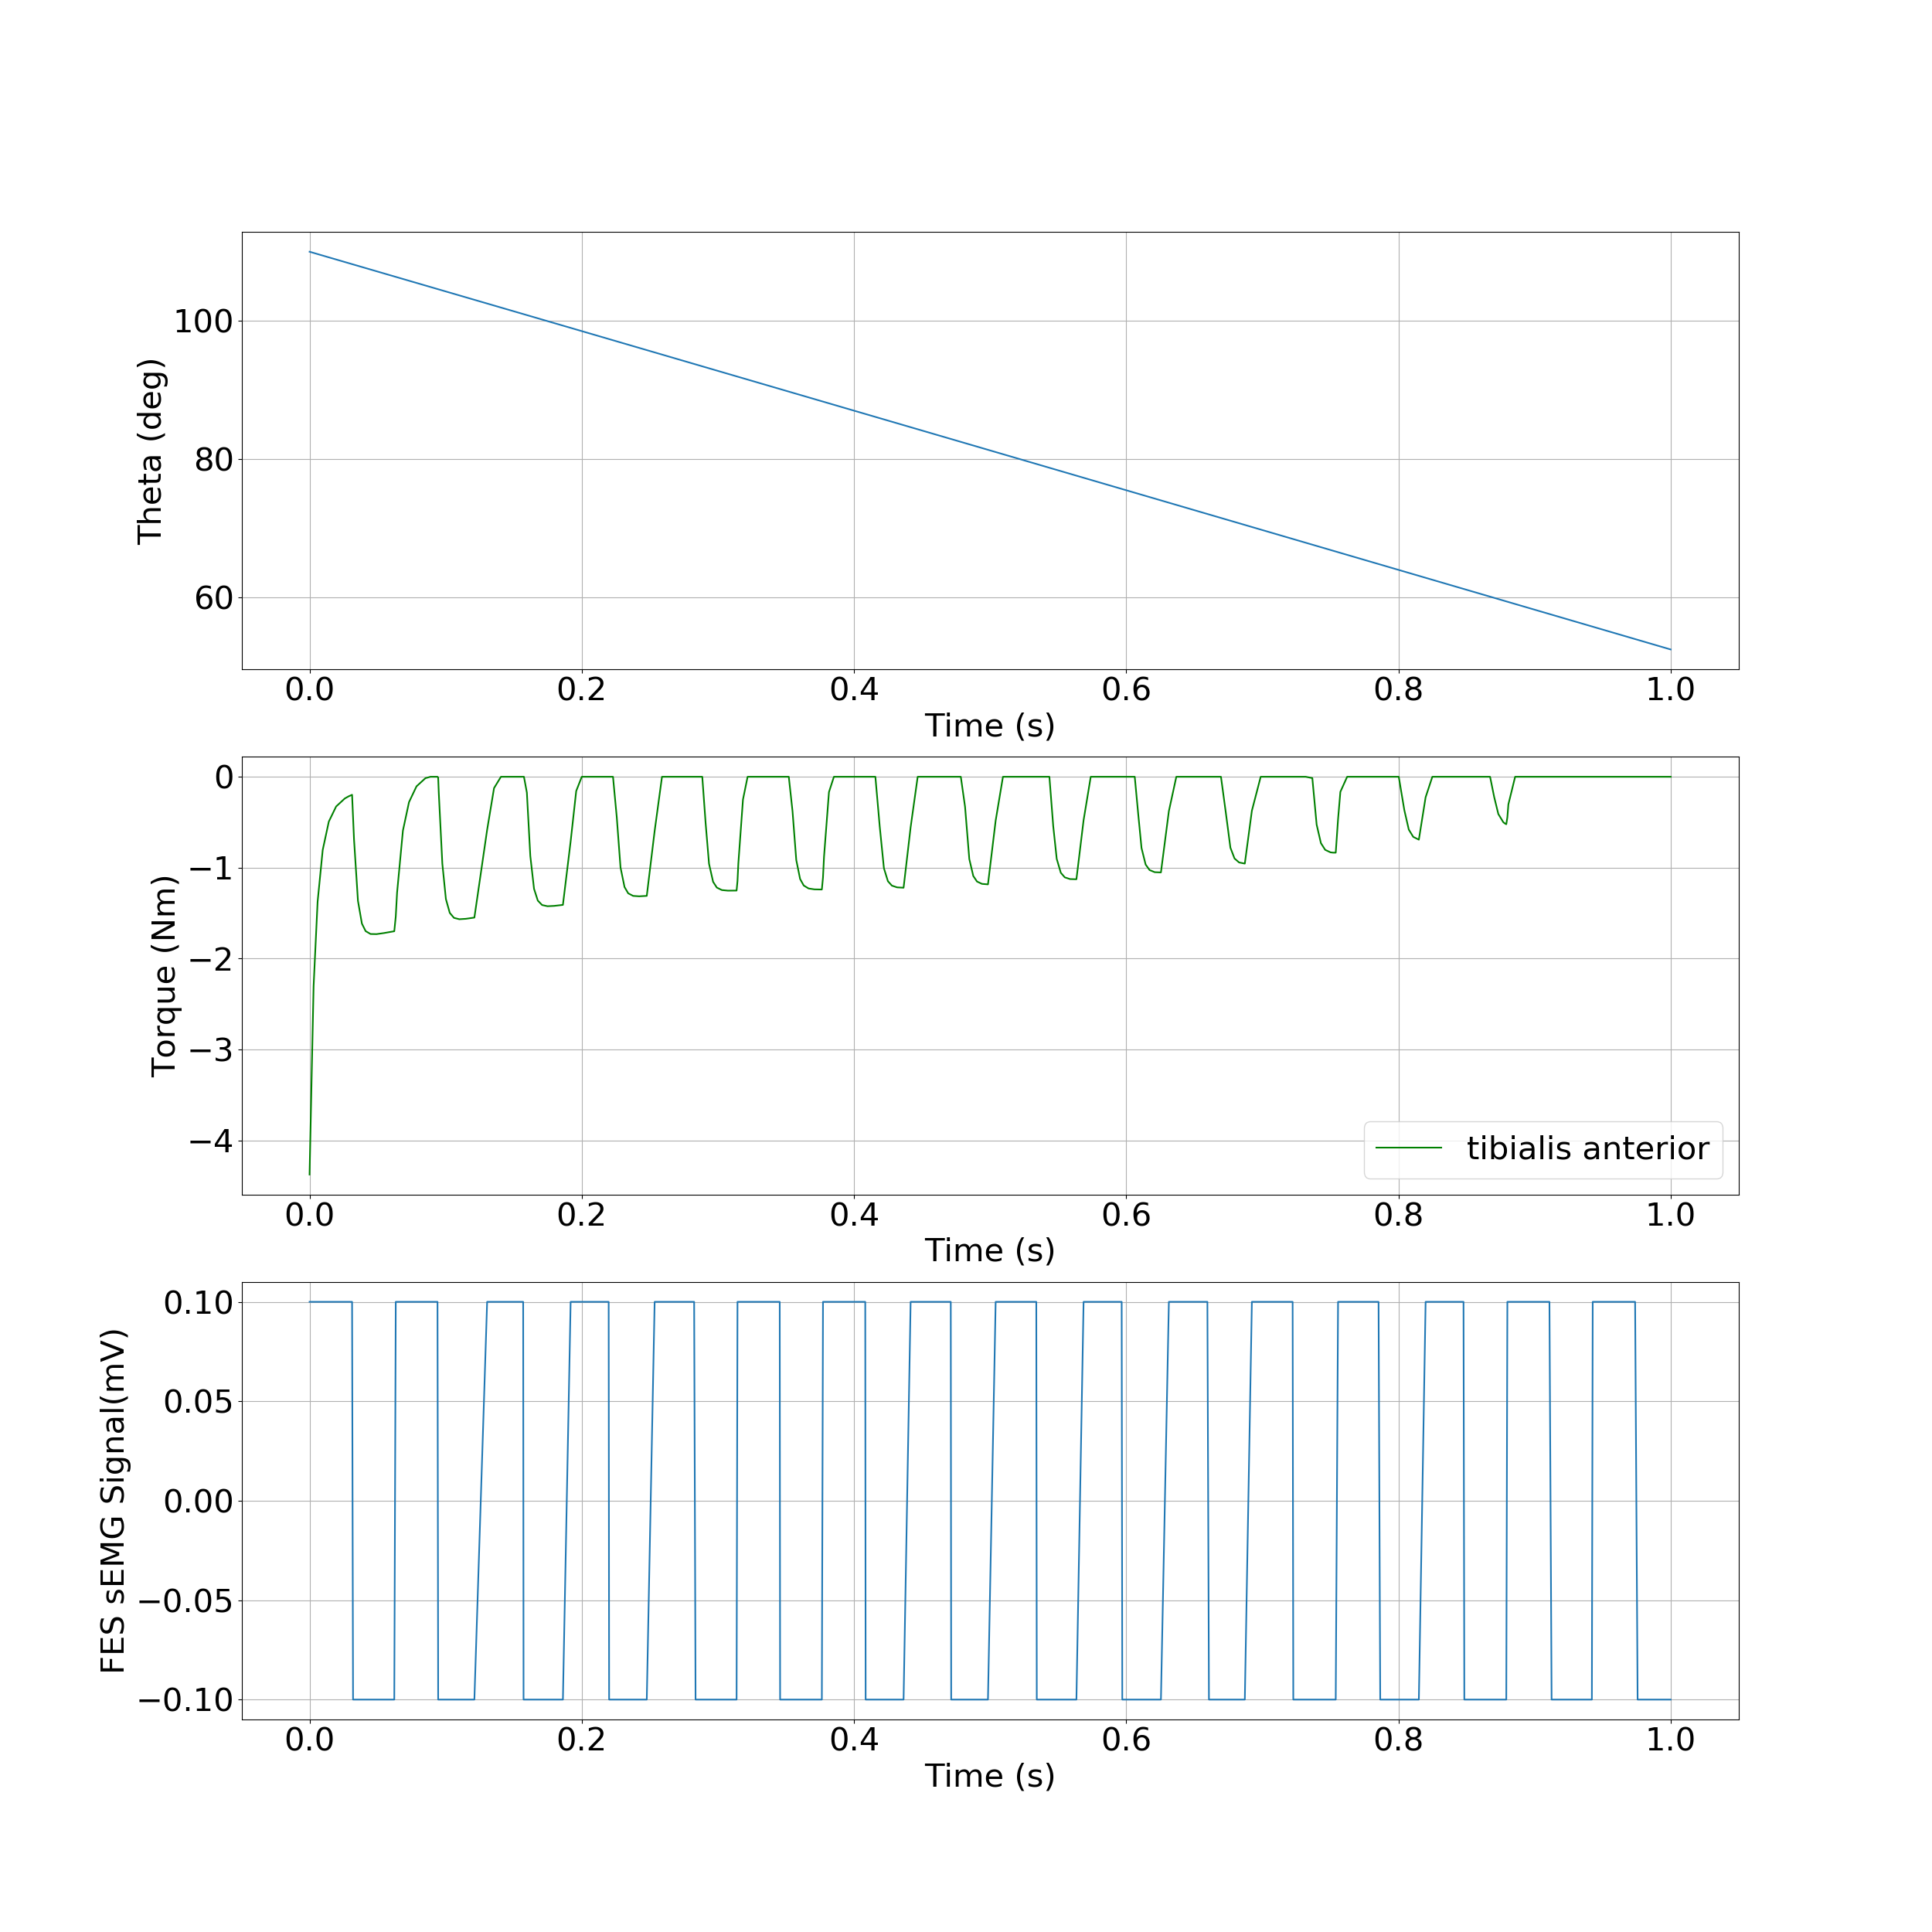 Theta (deg)
100
80
60
0.0 0.2 0.4 0.6 0.8 1.0
Time (s)
Torque (Nm)
0
−1
−2
−3
−4
tibialis anterior
0.0 0.2 0.4 0.6 0.8 1.0
Time (s)
FES sEMG Signal(mV)
0.10
0.05
0.00
−0.05
−0.10
0.0 0.2 0.4 0.6 0.8 1.0
Time (s)